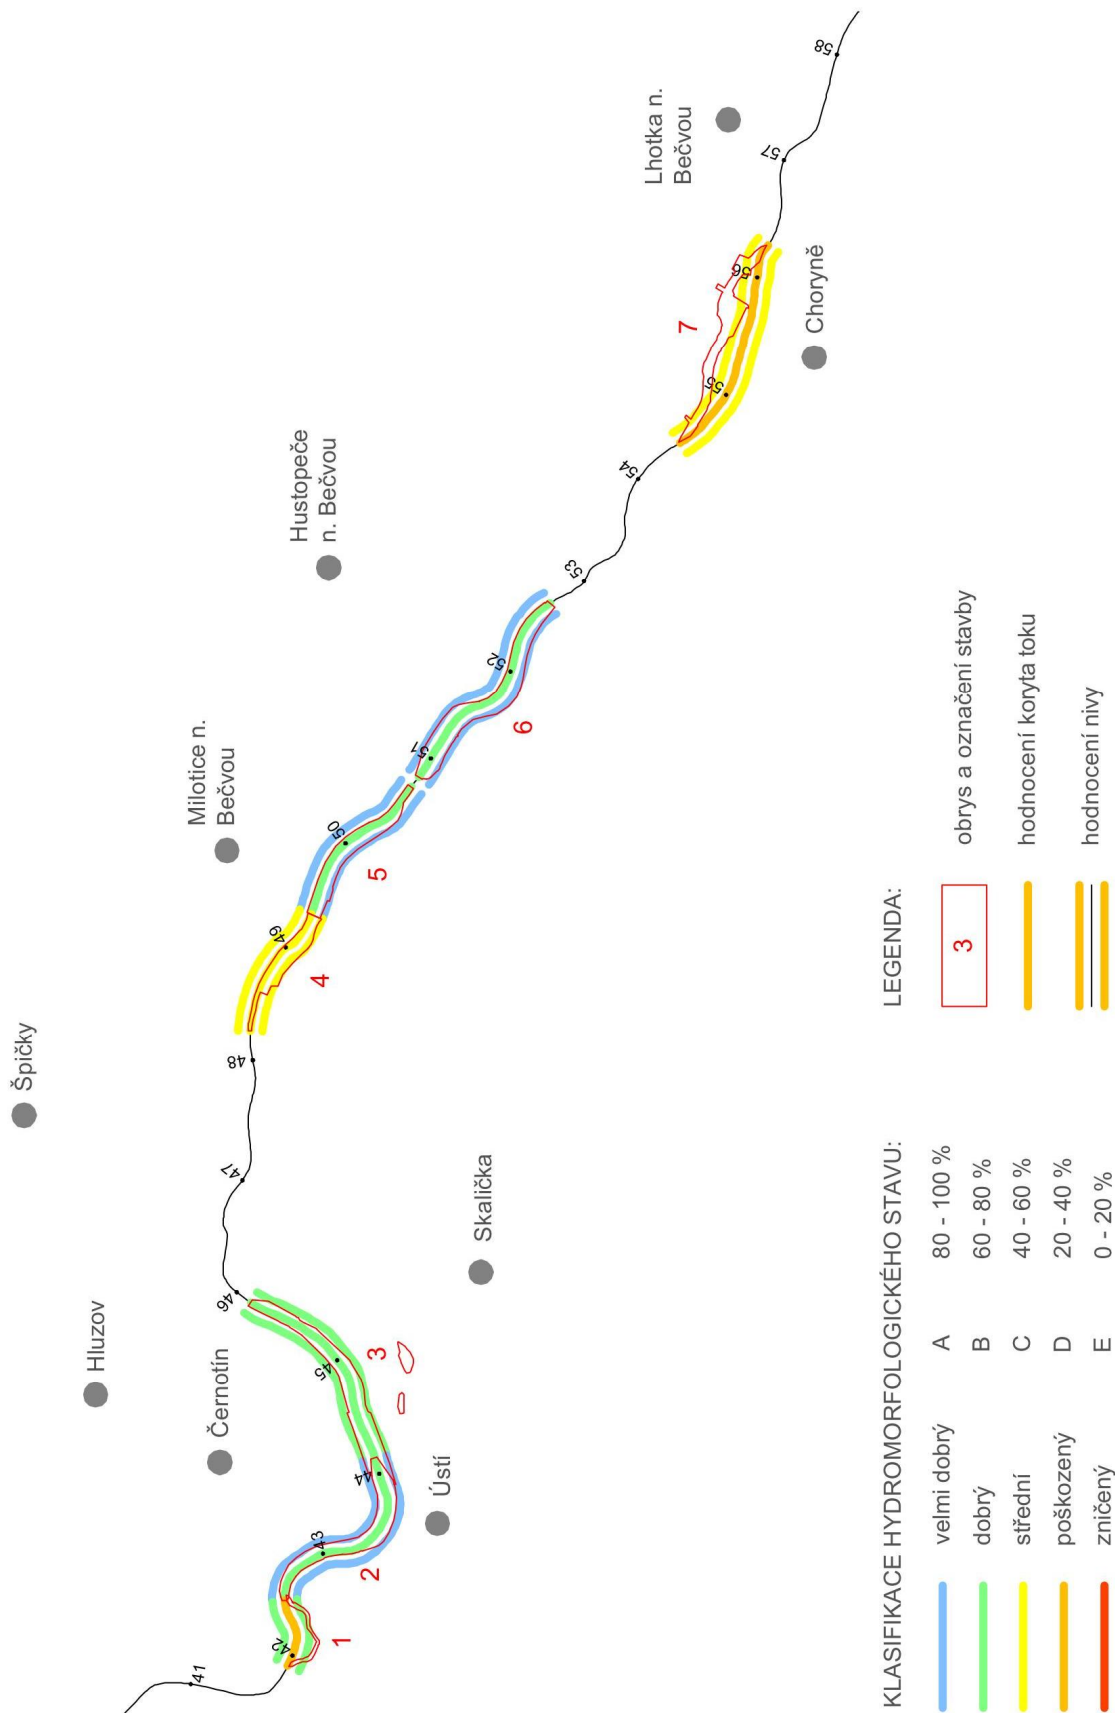 Špičky
Hluzov
Černotín
Ústí
Skalička
Milotice n.
Bečvou
Hustopeče
n. Bečvou
Lhotka n.
Bečvou
Choryně
41
42
43
44
45
46
47
48
49
50
51
52
53
54
55
56
57
58
1
2
3
4
5
6
7
KLASIFIKACE HYDROMORFOLOGICKÉHO STAVU:
velmi dobrý A 80 - 100 %
dobrý B 60 - 80 %
střední C 40 - 60 %
poškozený D 20 - 40 %
zničený E 0 - 20 %
LEGENDA:
3 obrys a označení stavby
hodnocení koryta toku
hodnocení nivy